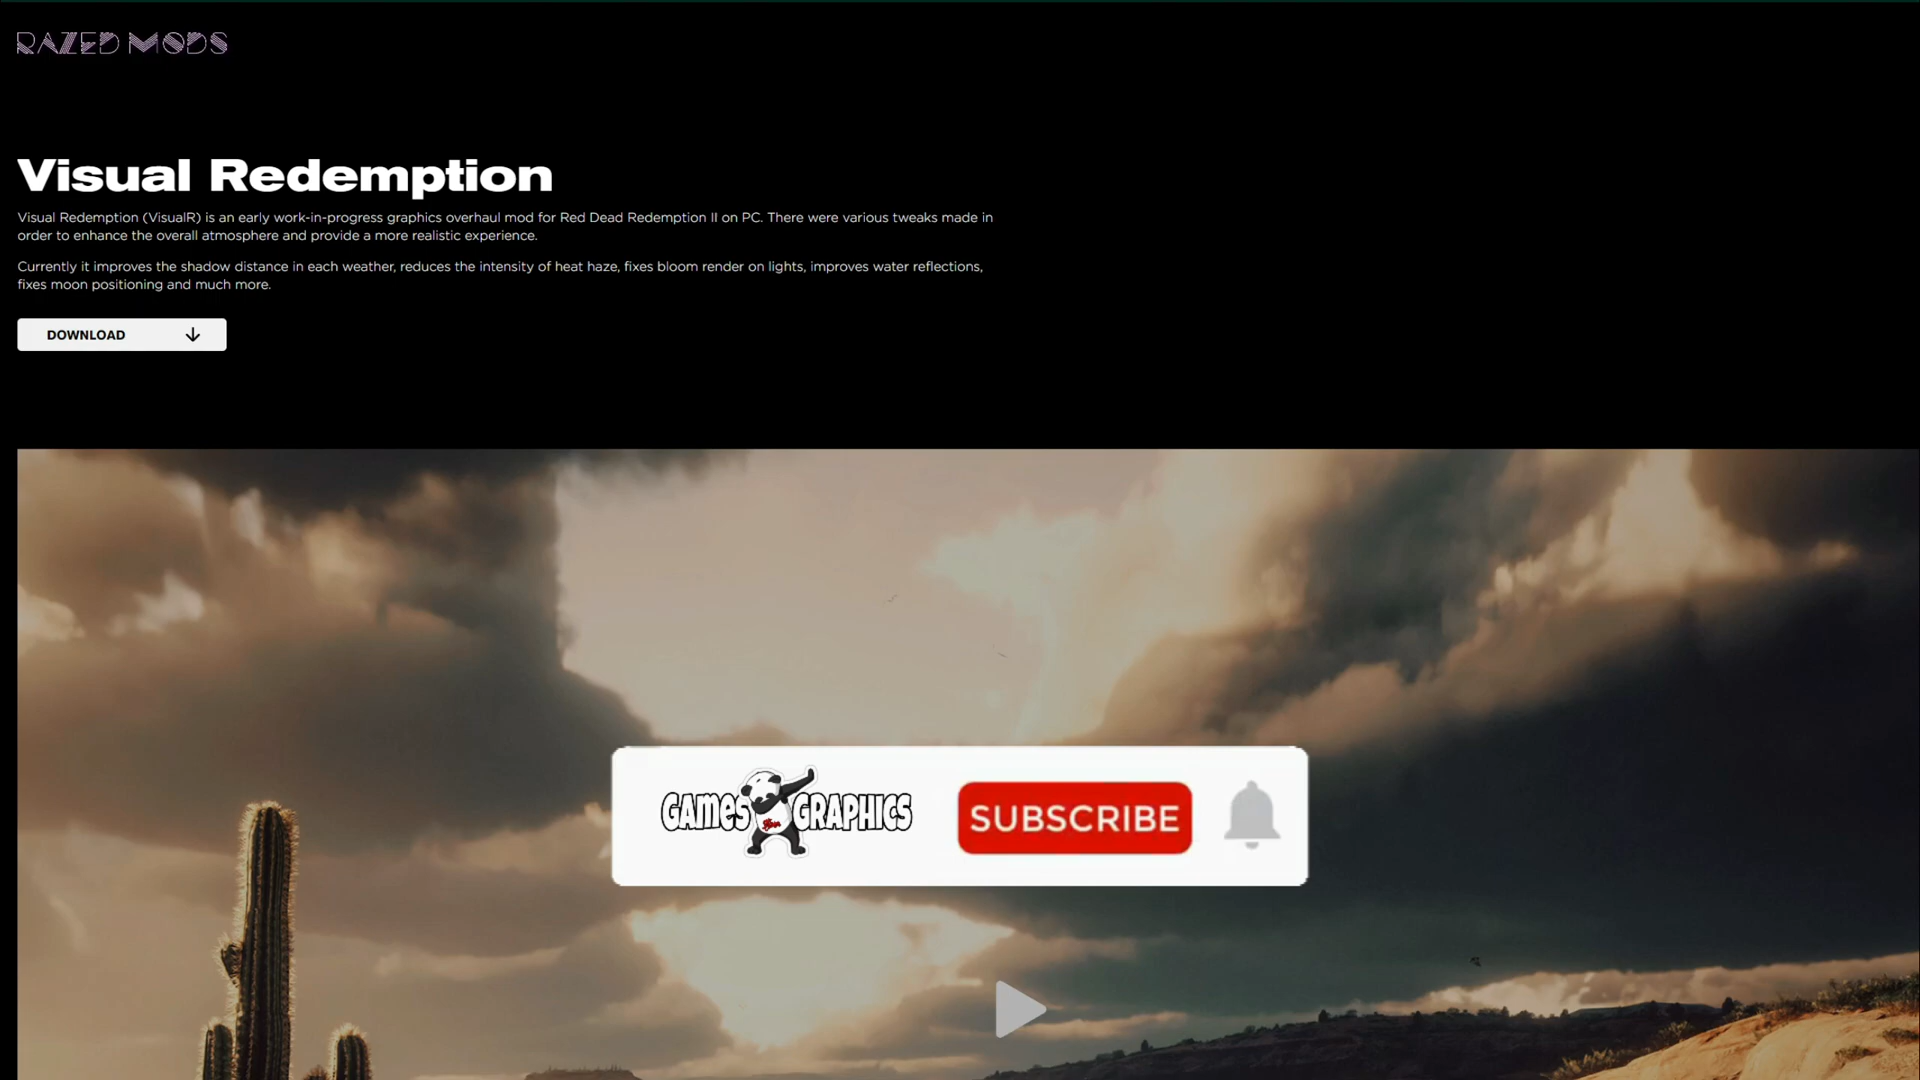 RAZED MODS
Visual Redemption
Visual Redemption (VisualR) is an early work-in-progress graphics overhaul mod for Red Dead Redemption II on PC. There were various tweaks made in
order to enhance the overall atmosphere and provide a more realistic experience.
Currently it improves the shadow distance in each weather, reduces the intensity of heat haze, fixes bloom render on lights, improves water reflections,
fixes moon positioning and much more.
DOWNLOAD
GAMES GRAPHICS
SUBSCRIBE